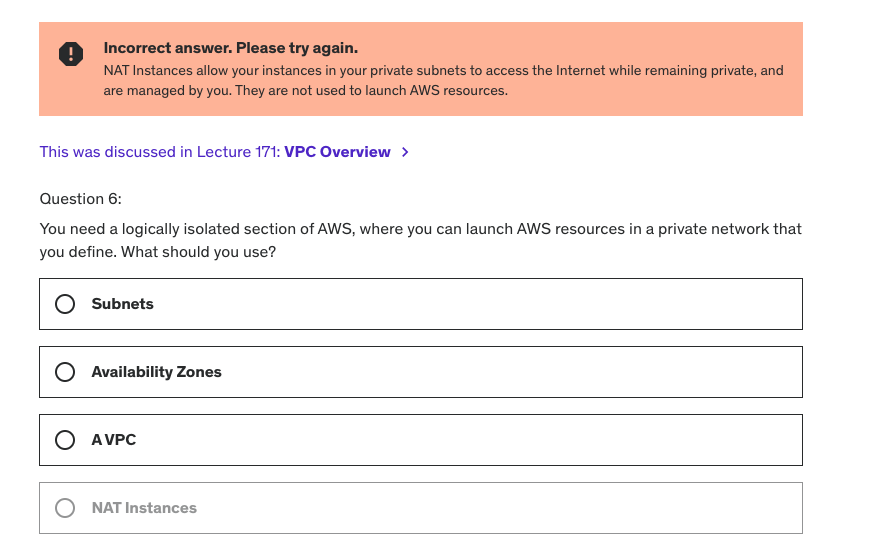 Incorrect answer. Please try again.
NAT Instances allow your instances in your private subnets to access the Internet while remaining private, and
are managed by you. They are not used to launch AWS resources.
This was discussed in Lecture 171: VPC Overview >
Question 6:
You need a logically isolated section of AWS, where you can launch AWS resources in a private network that
you define. What should you use?
Subnets
Availability Zones
A VPC
NAT Instances